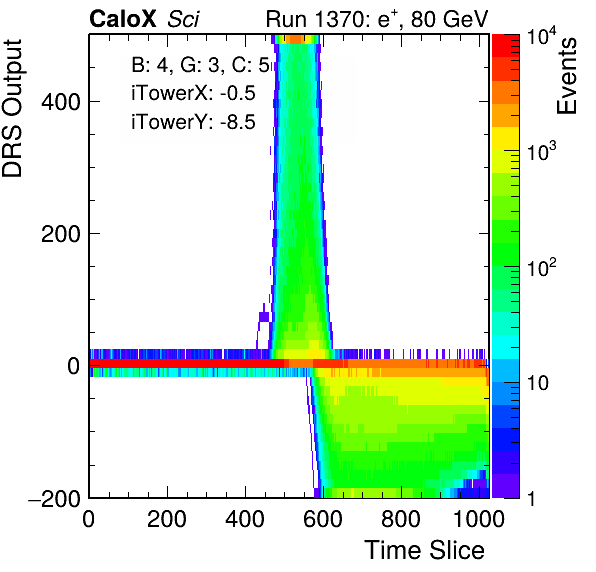 CaloX Sci Run 1370: e⁺, 80 GeV
B: 4, G: 3, C: 5
iTowerX: -0.5
iTowerY: -8.5
DRS Output
400
200
0
−200
0 200 400 600 800 1000
Time Slice
10⁴
10³
10²
10
1
Events